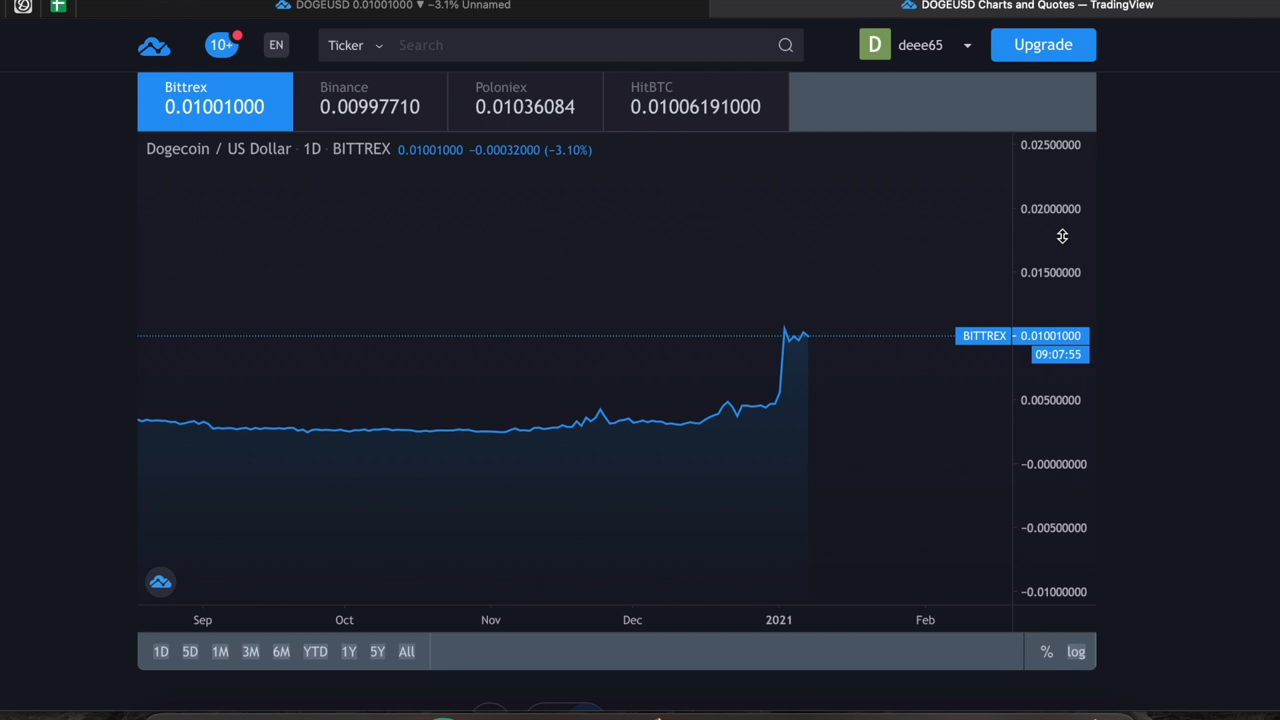 DOGEUSD 0.01001000 ▼ −3.1% Unnamed
DOGEUSD Charts and Quotes — TradingView
10+ EN Ticker Search D deee65 Upgrade
Bittrex Binance Poloniex HitBTC
0.01001000 0.00997710 0.01036084 0.01006191000
Dogecoin / US Dollar · 1D · BITTREX 0.01001000 −0.00032000 (−3.10%)
0.02500000
0.02000000
0.01500000
BITTREX 0.01001000
09:07:55
0.00500000
−0.00000000
−0.00500000
−0.01000000
Sep Oct Nov Dec 2021 Feb
1D 5D 1M 3M 6M YTD 1Y 5Y All % log